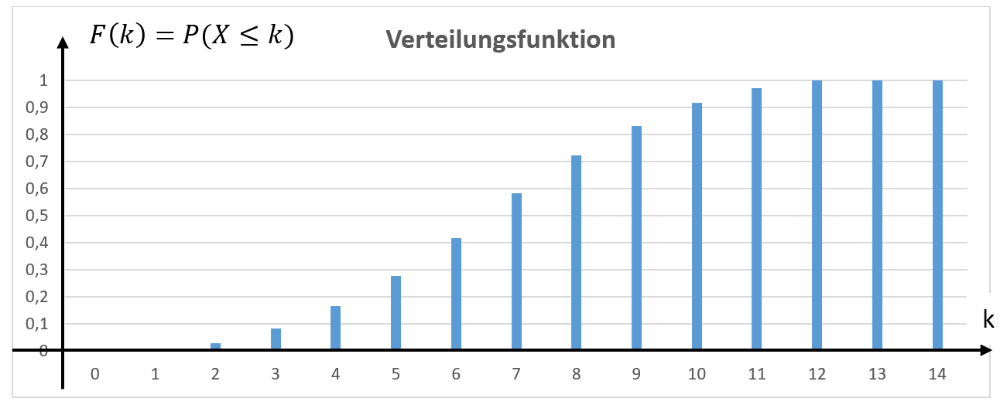 F(k) = P(X ≤ k)
Verteilungsfunktion
1
0,9
0,8
0,7
0,6
0,5
0,4
0,3
0,2
0,1
0
k
0 1 2 3 4 5 6 7 8 9 10 11 12 13 14